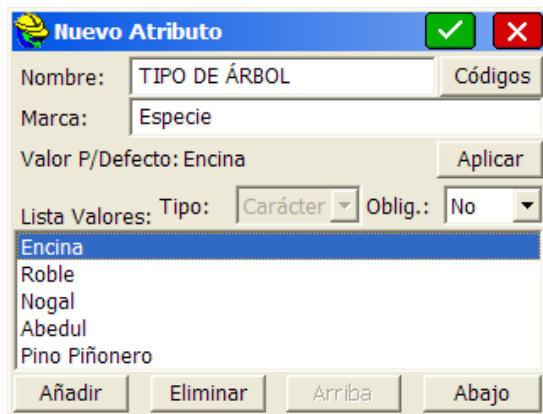 Nuevo Atributo
Nombre: TIPO DE ÁRBOL Códigos
Marca: Especie
Valor P/Defecto: Encina Aplicar
Lista Valores: Tipo: Carácter Oblig.: No
Encina
Roble
Nogal
Abedul
Pino Piñonero
Añadir Eliminar Arriba Abajo